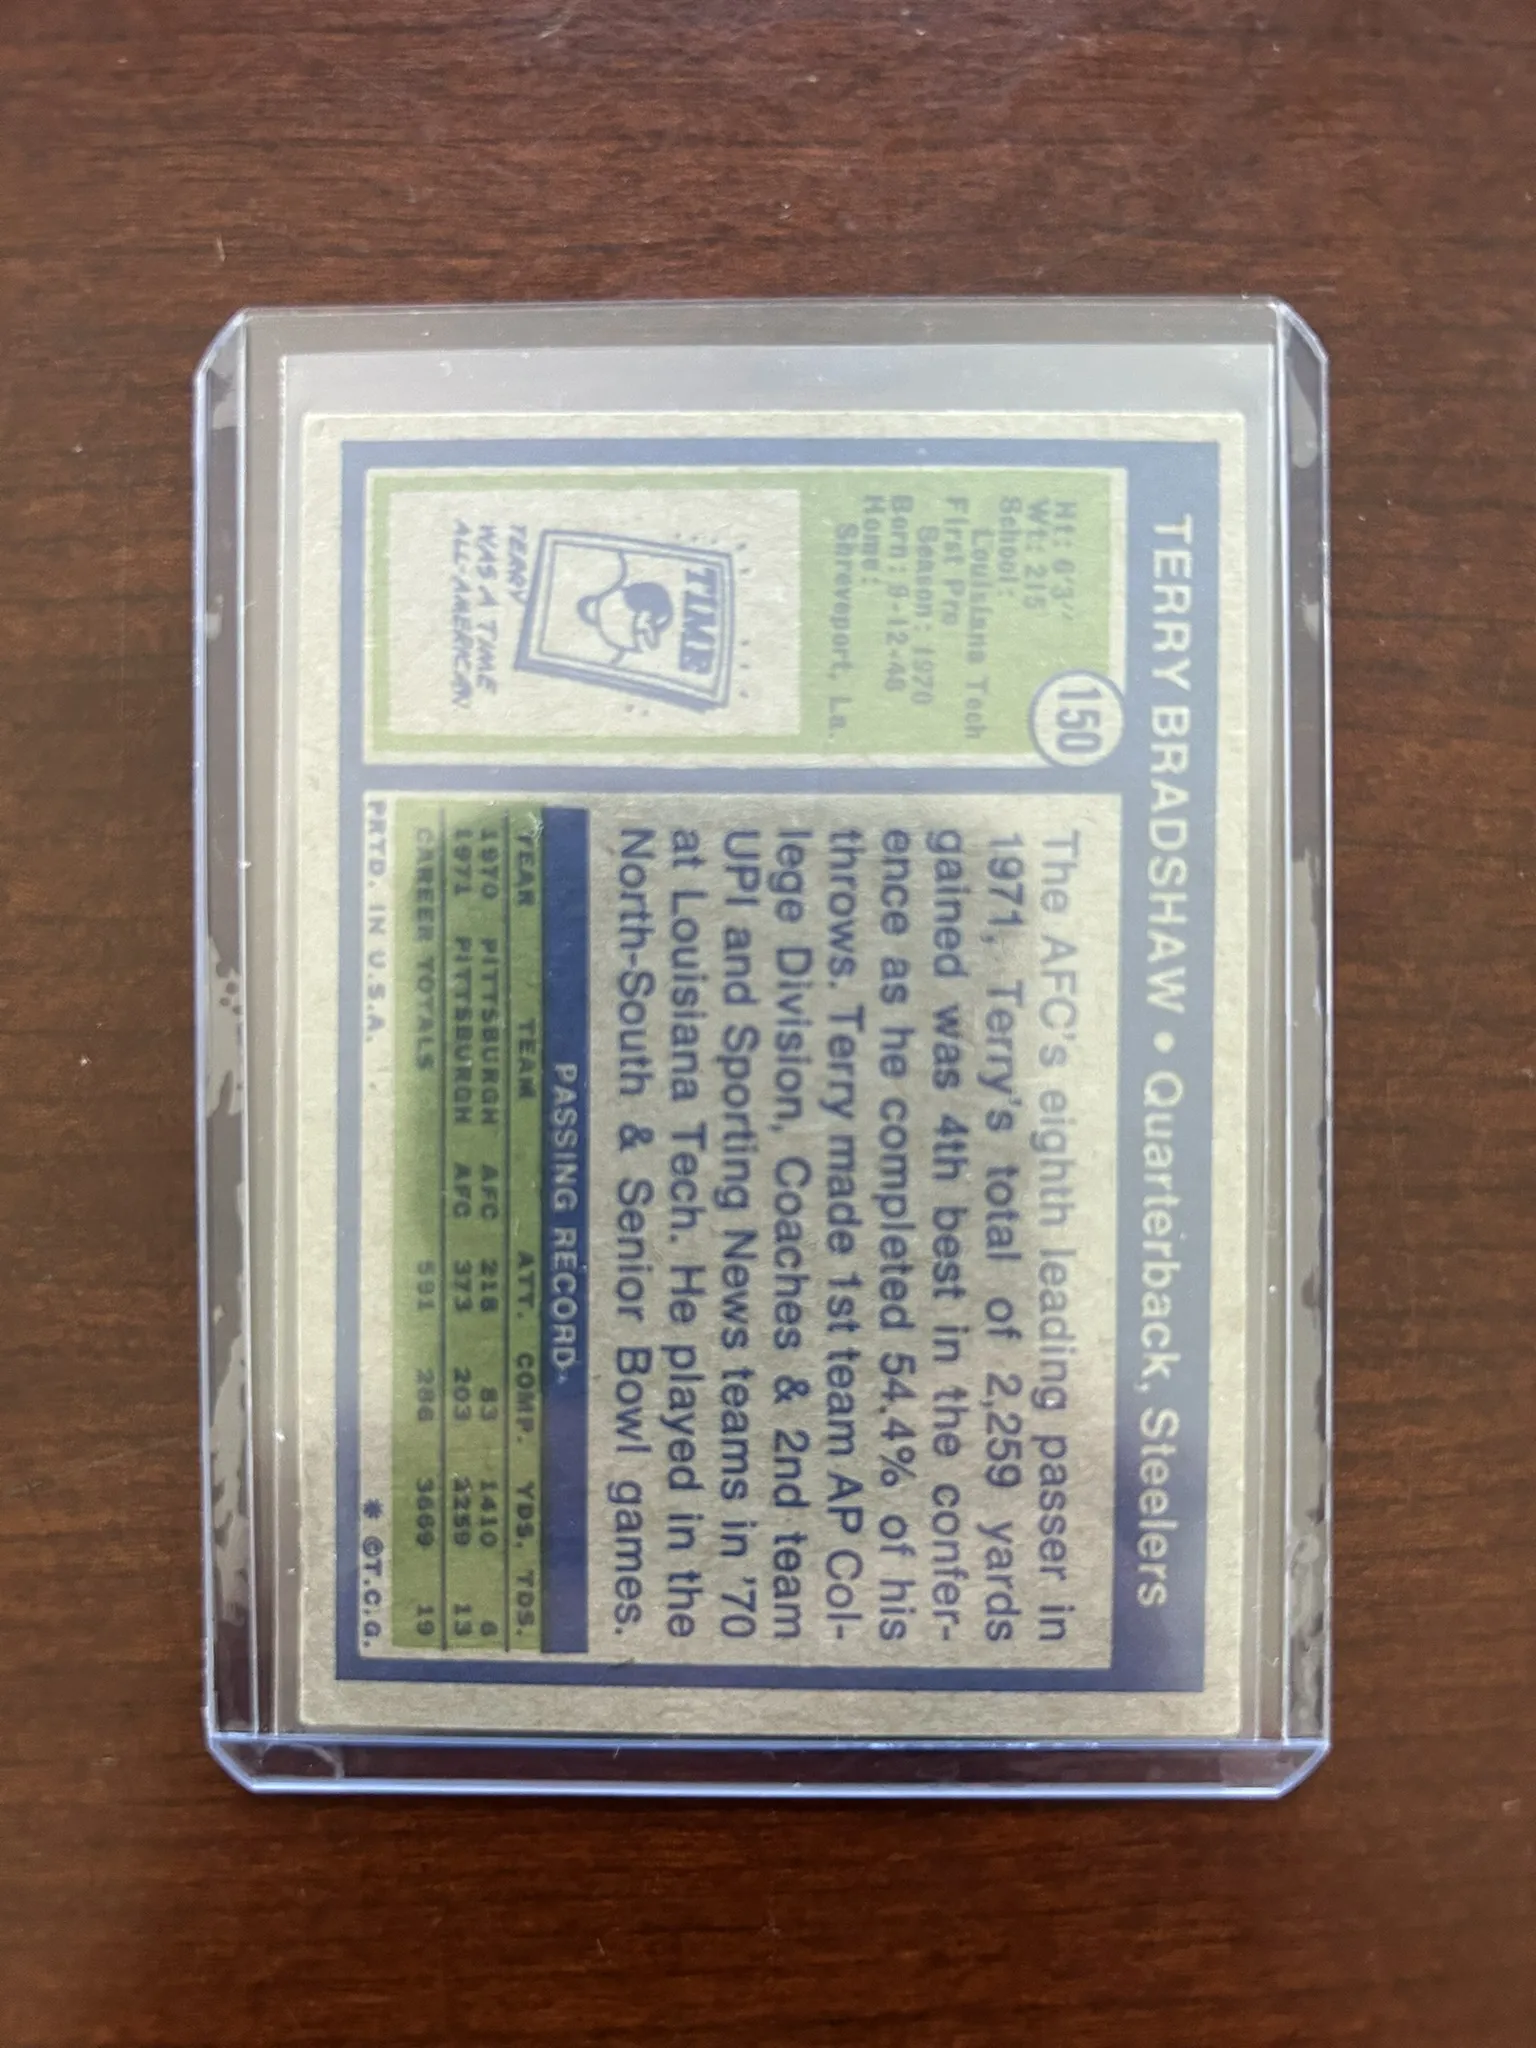 TERRY BRADSHAW • Quarterback, Steelers
150
Ht: 6'3"
Wt: 215
School:
Louisiana Tech
First Pro
Season: 1970
Born: 9-12-48
Home:
Shreveport, La.
TIME
TERRY
WAS A TIME
ALL-AMERICAN
The AFC's eighth leading passer in
1971, Terry's total of 2,259 yards
gained was 4th best in the confer-
ence as he completed 54.4% of his
throws. Terry made 1st team AP Col-
lege Division, Coaches & 2nd team
UPI and Sporting News teams in '70
at Louisiana Tech. He played in the
North-South & Senior Bowl games.
PASSING RECORD
YEAR TEAM ATT. COMP. YDS. TDS.
1970 PITTSBURGH AFC 218 83 1410 6
1971 PITTSBURGH AFC 373 203 2259 13
CAREER TOTALS 591 286 3669 19
PRTD. IN U.S.A. * ©T.C.G.